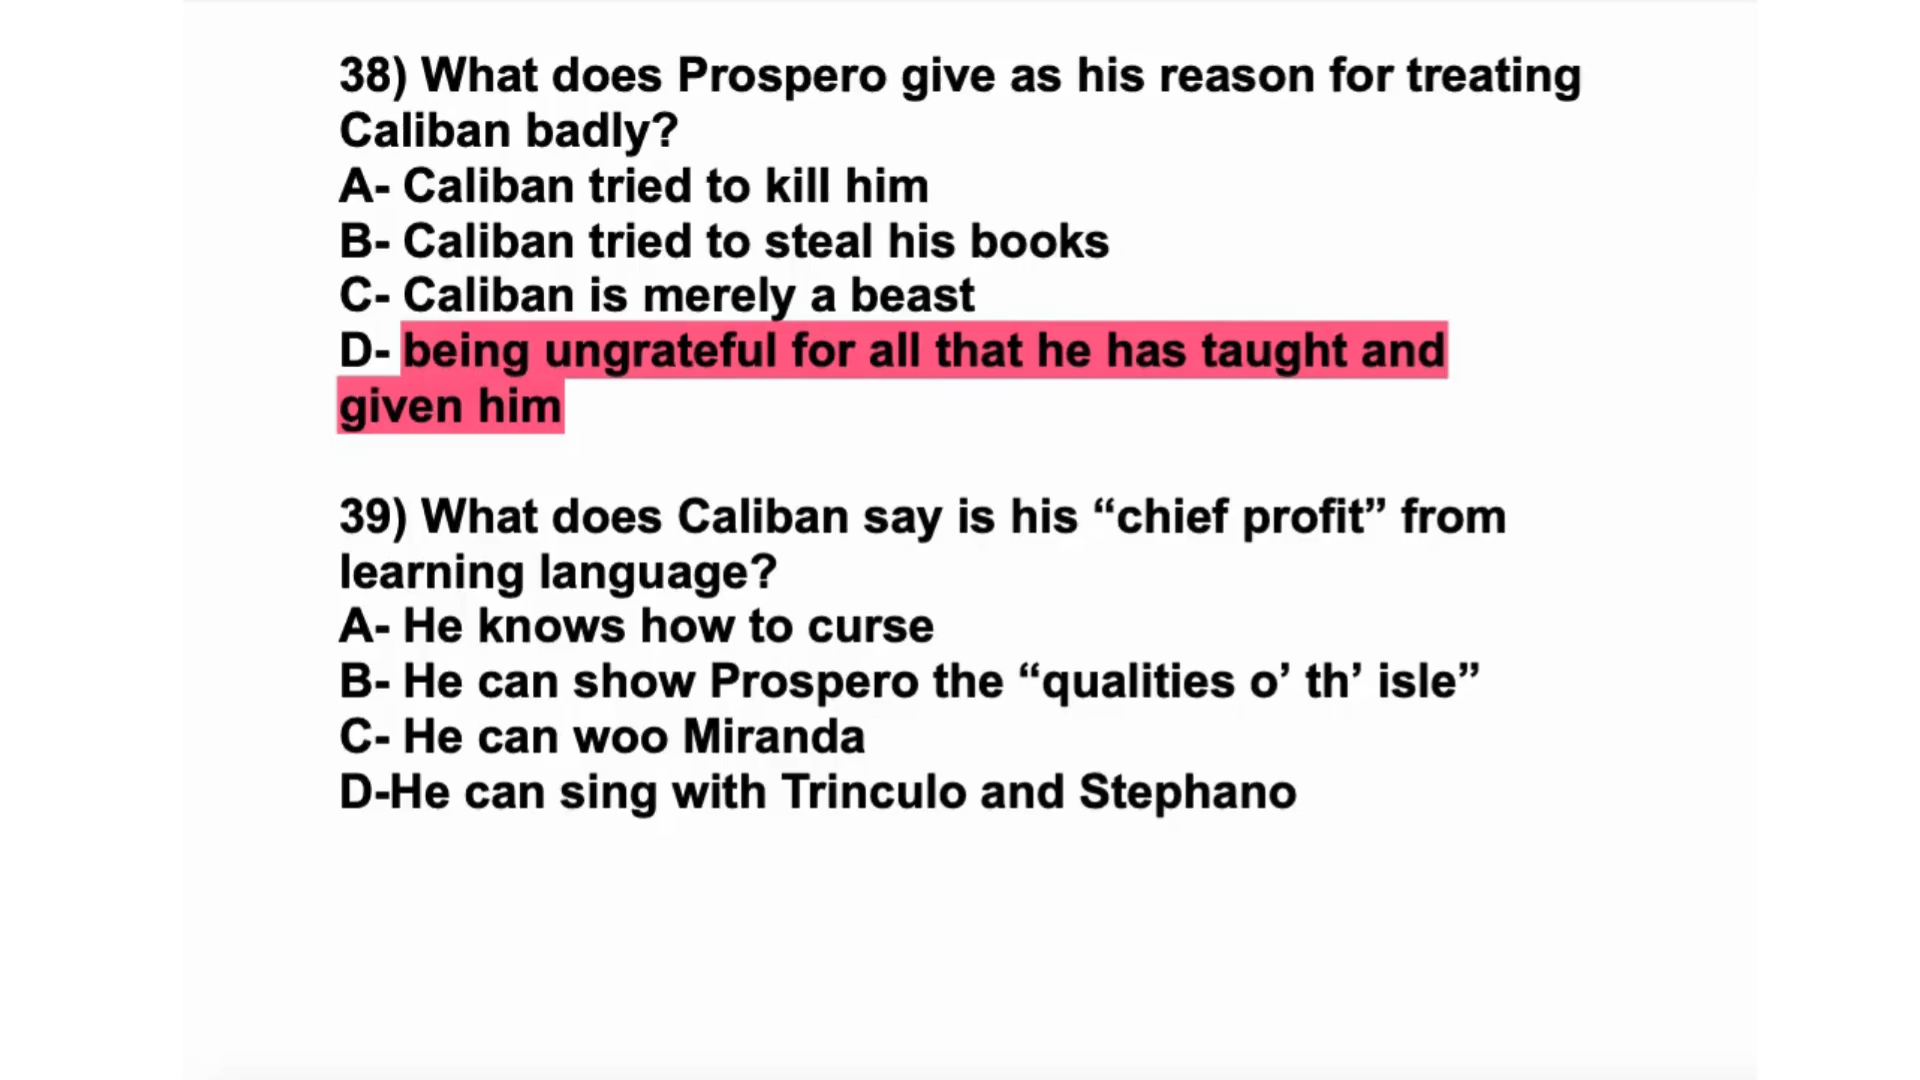 38) What does Prospero give as his reason for treating
Caliban badly?
A- Caliban tried to kill him
B- Caliban tried to steal his books
C- Caliban is merely a beast
D- being ungrateful for all that he has taught and
given him
39) What does Caliban say is his “chief profit” from
learning language?
A- He knows how to curse
B- He can show Prospero the “qualities o’ th’ isle”
C- He can woo Miranda
D-He can sing with Trinculo and Stephano